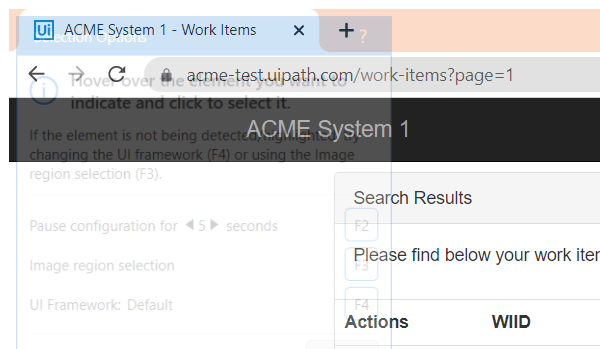 Ui ACME System 1 - Work Items × +
Selection Options ?
acme-test.uipath.com/work-items?page=1
Hover over the element you want to
indicate and click to select it.
ACME System 1
If the element is not being detected/highlighted, try
changing the UI framework (F4) or using the Image
region selection (F3).
Search Results
Pause configuration for 5 seconds F2
Please find below your work iter
Image region selection F3
UI Framework: Default F4
Actions WIID